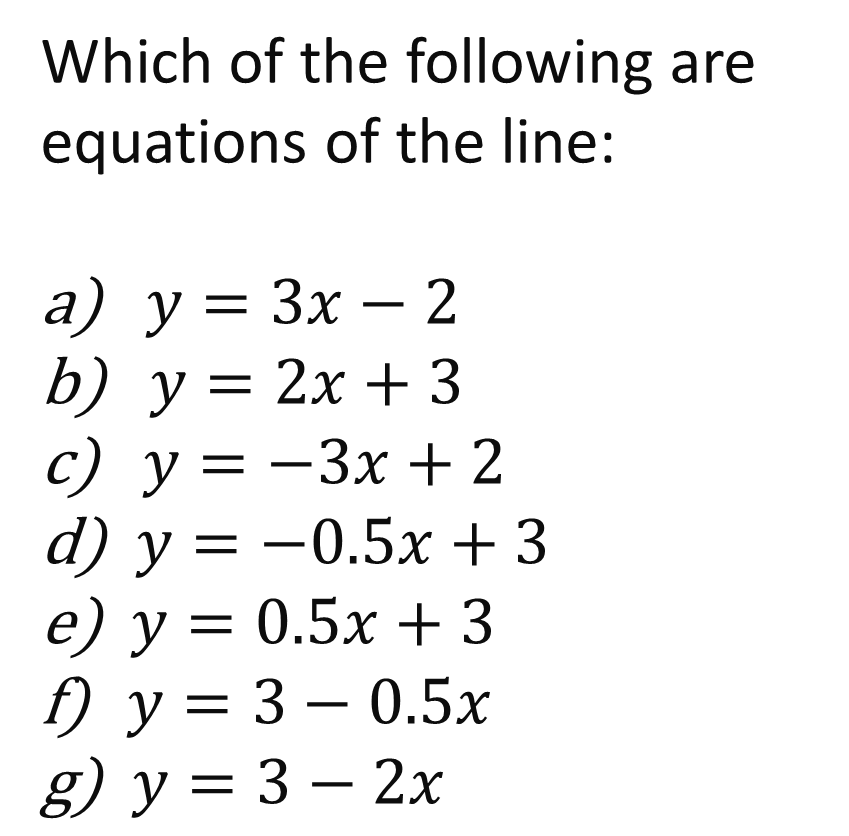 Which of the following are
equations of the line:
a) y = 3x − 2
b) y = 2x + 3
c) y = −3x + 2
d) y = −0.5x + 3
e) y = 0.5x + 3
f) y = 3 − 0.5x
g) y = 3 − 2x